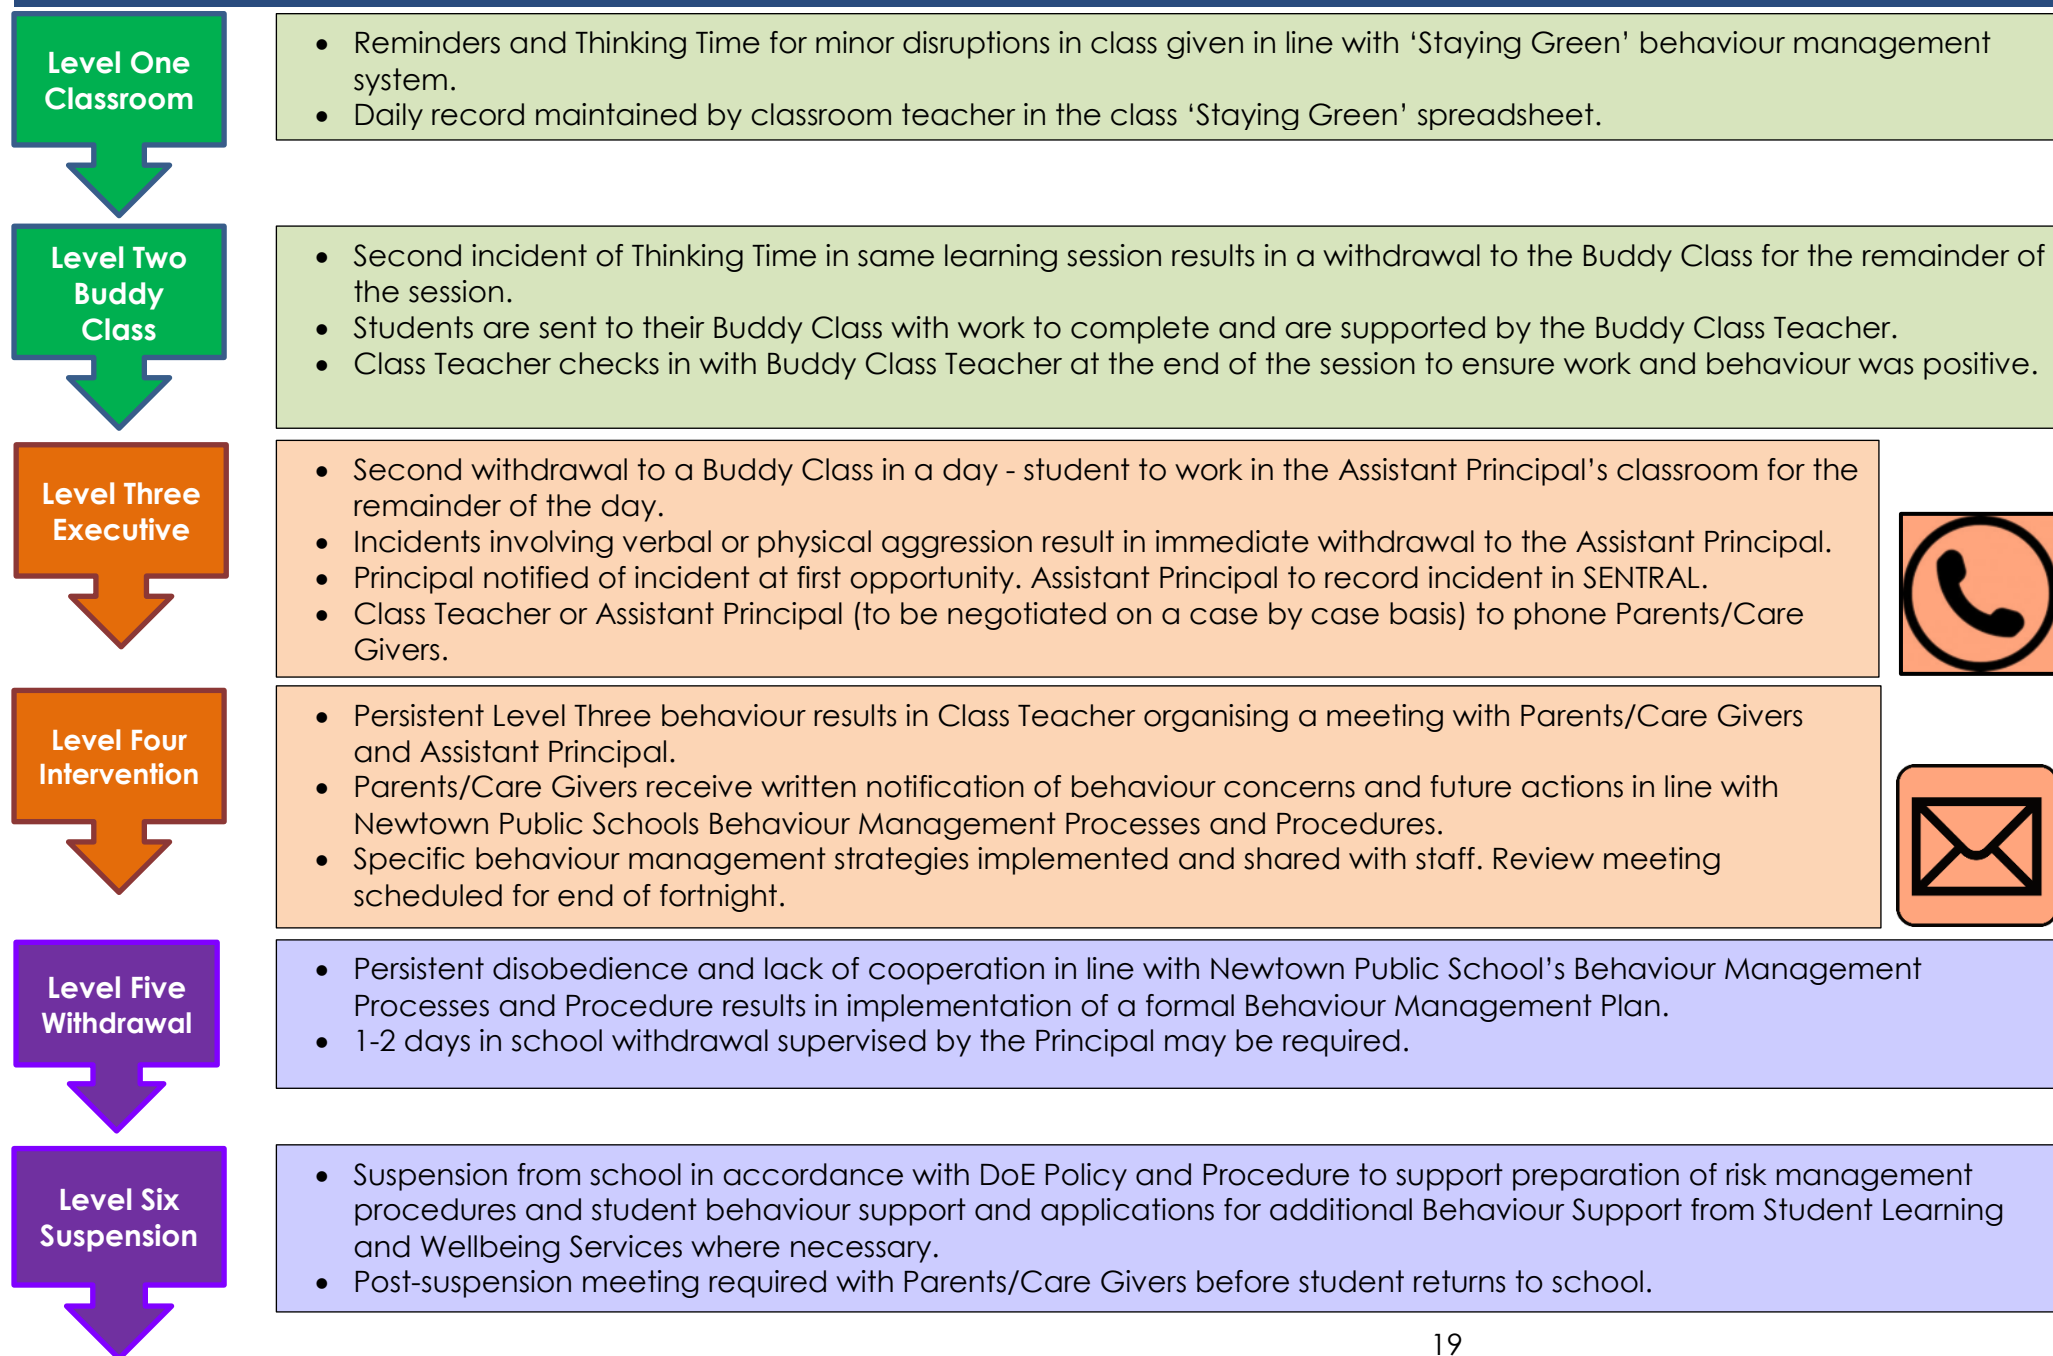 Level One
Classroom
• Reminders and Thinking Time for minor disruptions in class given in line with ‘Staying Green’ behaviour management
system.
• Daily record maintained by classroom teacher in the class ‘Staying Green’ spreadsheet.
Level Two
Buddy
Class
• Second incident of Thinking Time in same learning session results in a withdrawal to the Buddy Class for the remainder of
the session.
• Students are sent to their Buddy Class with work to complete and are supported by the Buddy Class Teacher.
• Class Teacher checks in with Buddy Class Teacher at the end of the session to ensure work and behaviour was positive.
Level Three
Executive
• Second withdrawal to a Buddy Class in a day - student to work in the Assistant Principal’s classroom for the
remainder of the day.
• Incidents involving verbal or physical aggression result in immediate withdrawal to the Assistant Principal.
• Principal notified of incident at first opportunity. Assistant Principal to record incident in SENTRAL.
• Class Teacher or Assistant Principal (to be negotiated on a case by case basis) to phone Parents/Care
Givers.
Level Four
Intervention
• Persistent Level Three behaviour results in Class Teacher organising a meeting with Parents/Care Givers
and Assistant Principal.
• Parents/Care Givers receive written notification of behaviour concerns and future actions in line with
Newtown Public Schools Behaviour Management Processes and Procedures.
• Specific behaviour management strategies implemented and shared with staff. Review meeting
scheduled for end of fortnight.
Level Five
Withdrawal
• Persistent disobedience and lack of cooperation in line with Newtown Public School’s Behaviour Management
Processes and Procedure results in implementation of a formal Behaviour Management Plan.
• 1-2 days in school withdrawal supervised by the Principal may be required.
Level Six
Suspension
• Suspension from school in accordance with DoE Policy and Procedure to support preparation of risk management
procedures and student behaviour support and applications for additional Behaviour Support from Student Learning
and Wellbeing Services where necessary.
• Post-suspension meeting required with Parents/Care Givers before student returns to school.
19